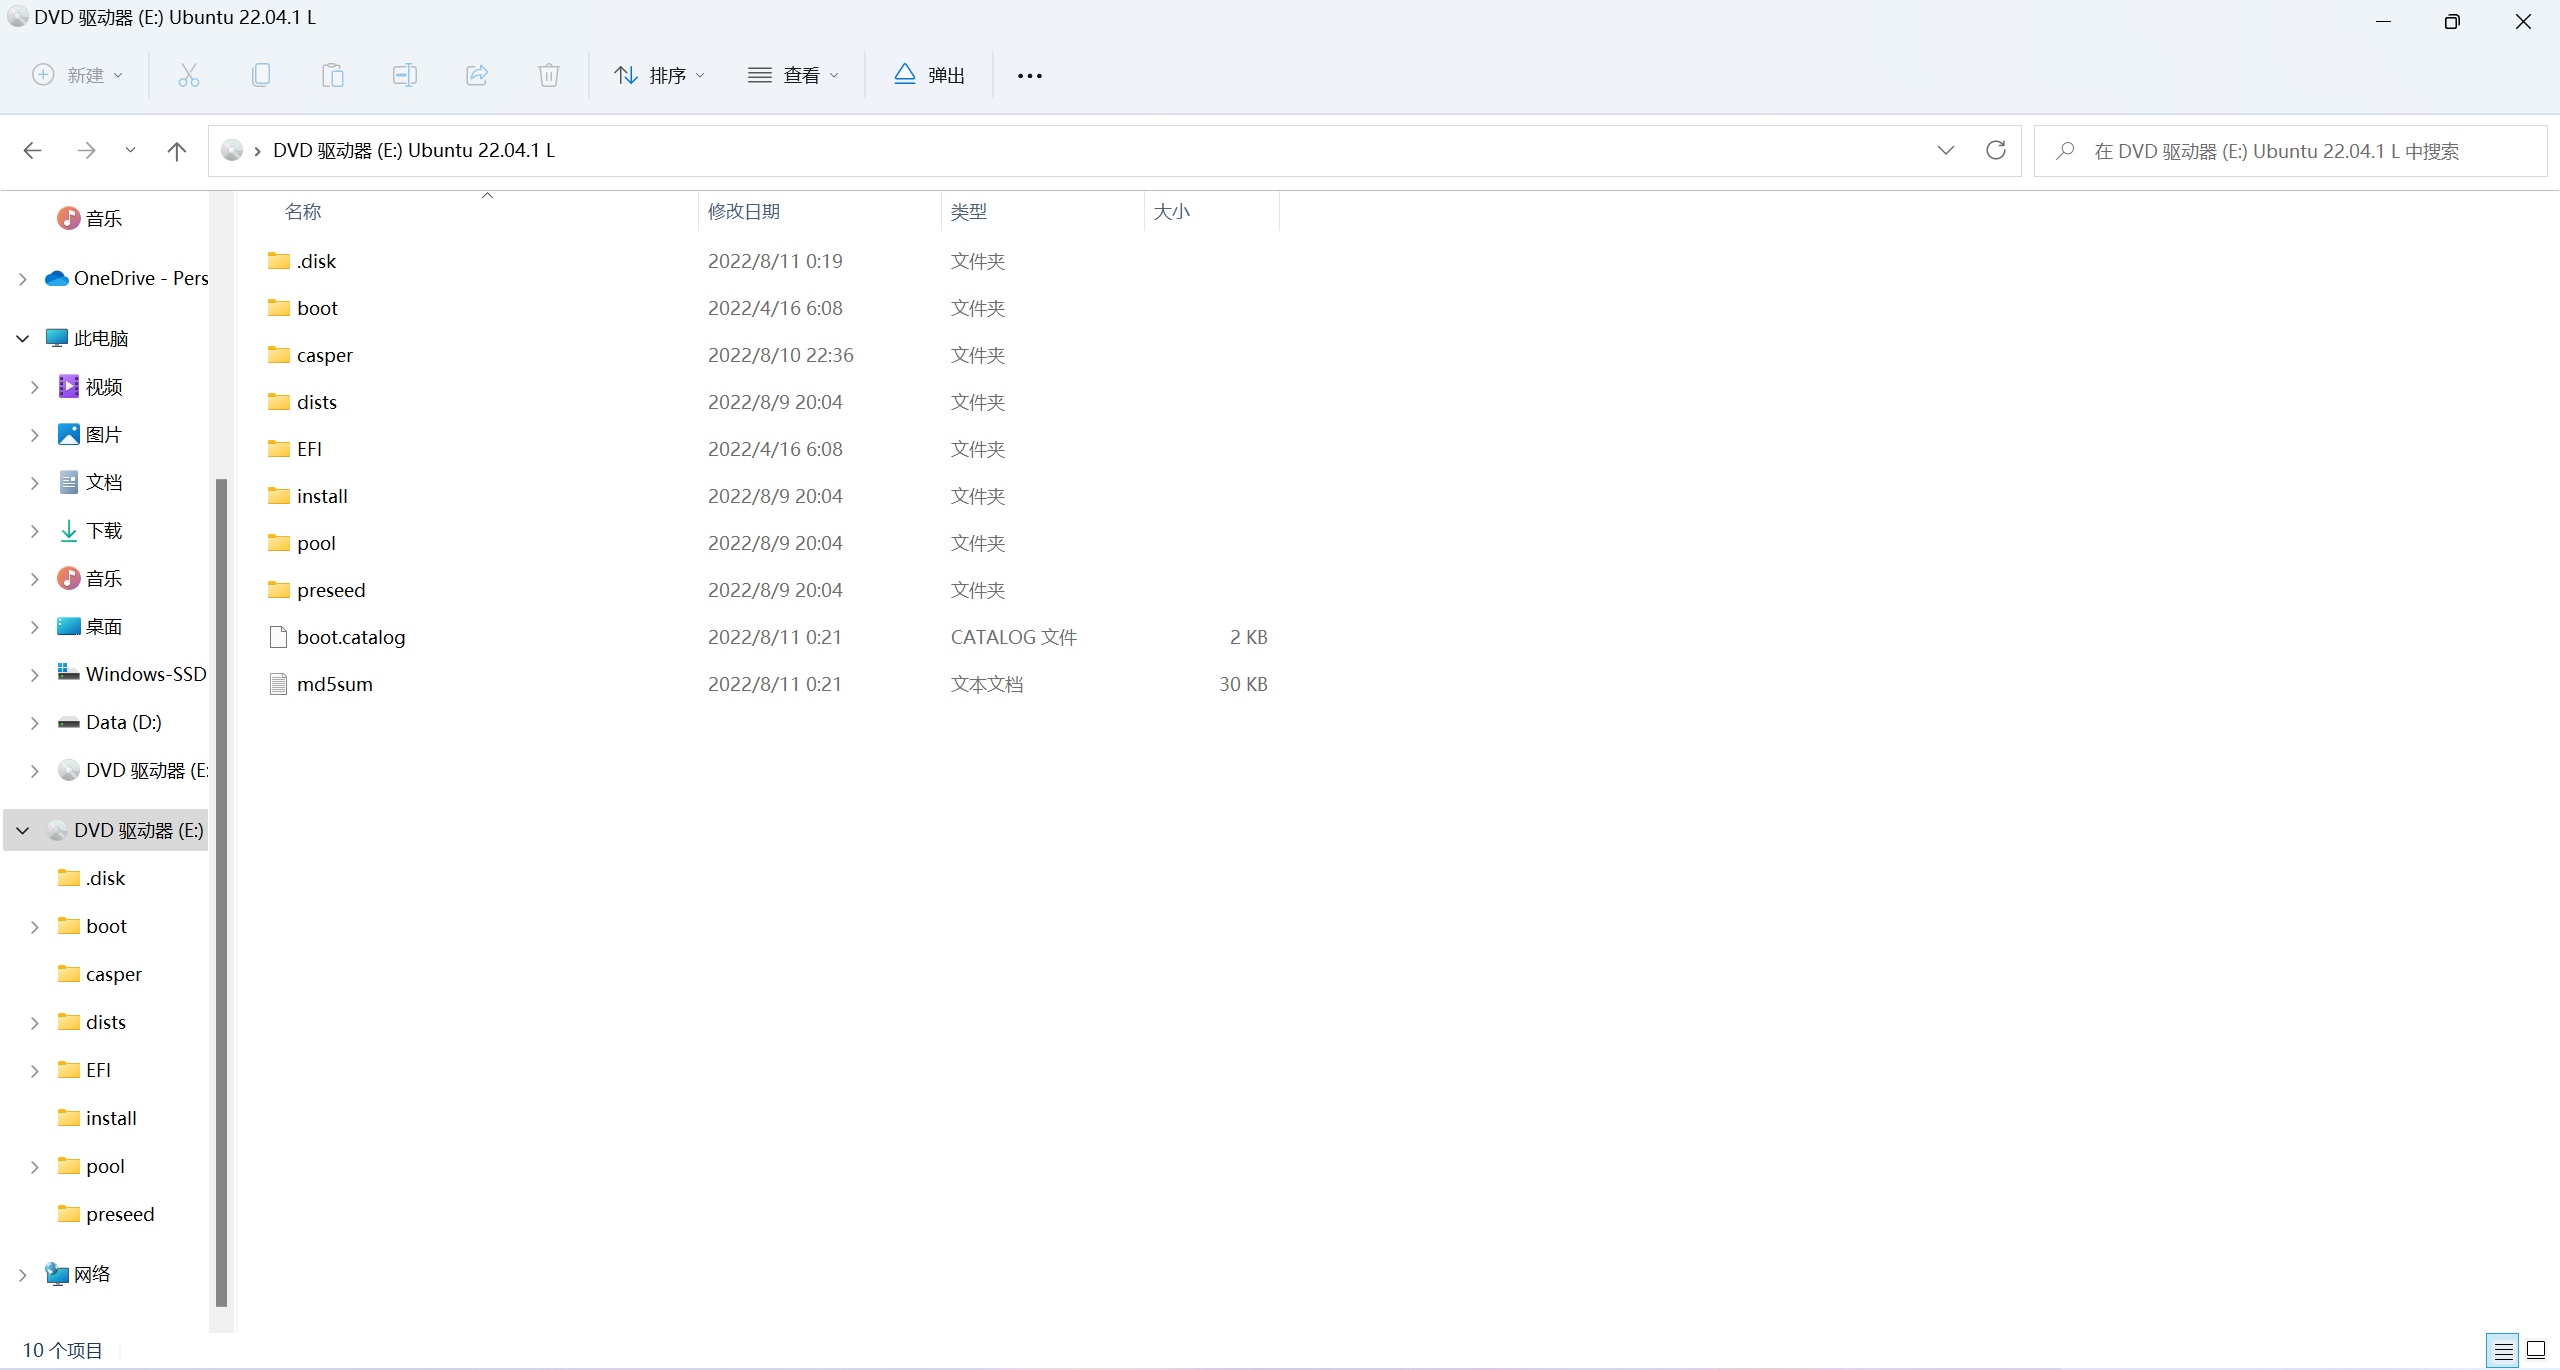 DVD 驱动器 (E:) Ubuntu 22.04.1 L
新建 排序 查看 弹出
DVD 驱动器 (E:) Ubuntu 22.04.1 L
在 DVD 驱动器 (E:) Ubuntu 22.04.1 L 中搜索
音乐
OneDrive - Pers
此电脑
视频
图片
文档
下载
音乐
桌面
Windows-SSD
Data (D:)
DVD 驱动器 (E:
DVD 驱动器 (E:)
.disk
boot
casper
dists
EFI
install
pool
preseed
网络
名称 修改日期 类型 大小
.disk 2022/8/11 0:19 文件夹
boot 2022/4/16 6:08 文件夹
casper 2022/8/10 22:36 文件夹
dists 2022/8/9 20:04 文件夹
EFI 2022/4/16 6:08 文件夹
install 2022/8/9 20:04 文件夹
pool 2022/8/9 20:04 文件夹
preseed 2022/8/9 20:04 文件夹
boot.catalog 2022/8/11 0:21 CATALOG 文件 2 KB
md5sum 2022/8/11 0:21 文本文档 30 KB
10 个项目